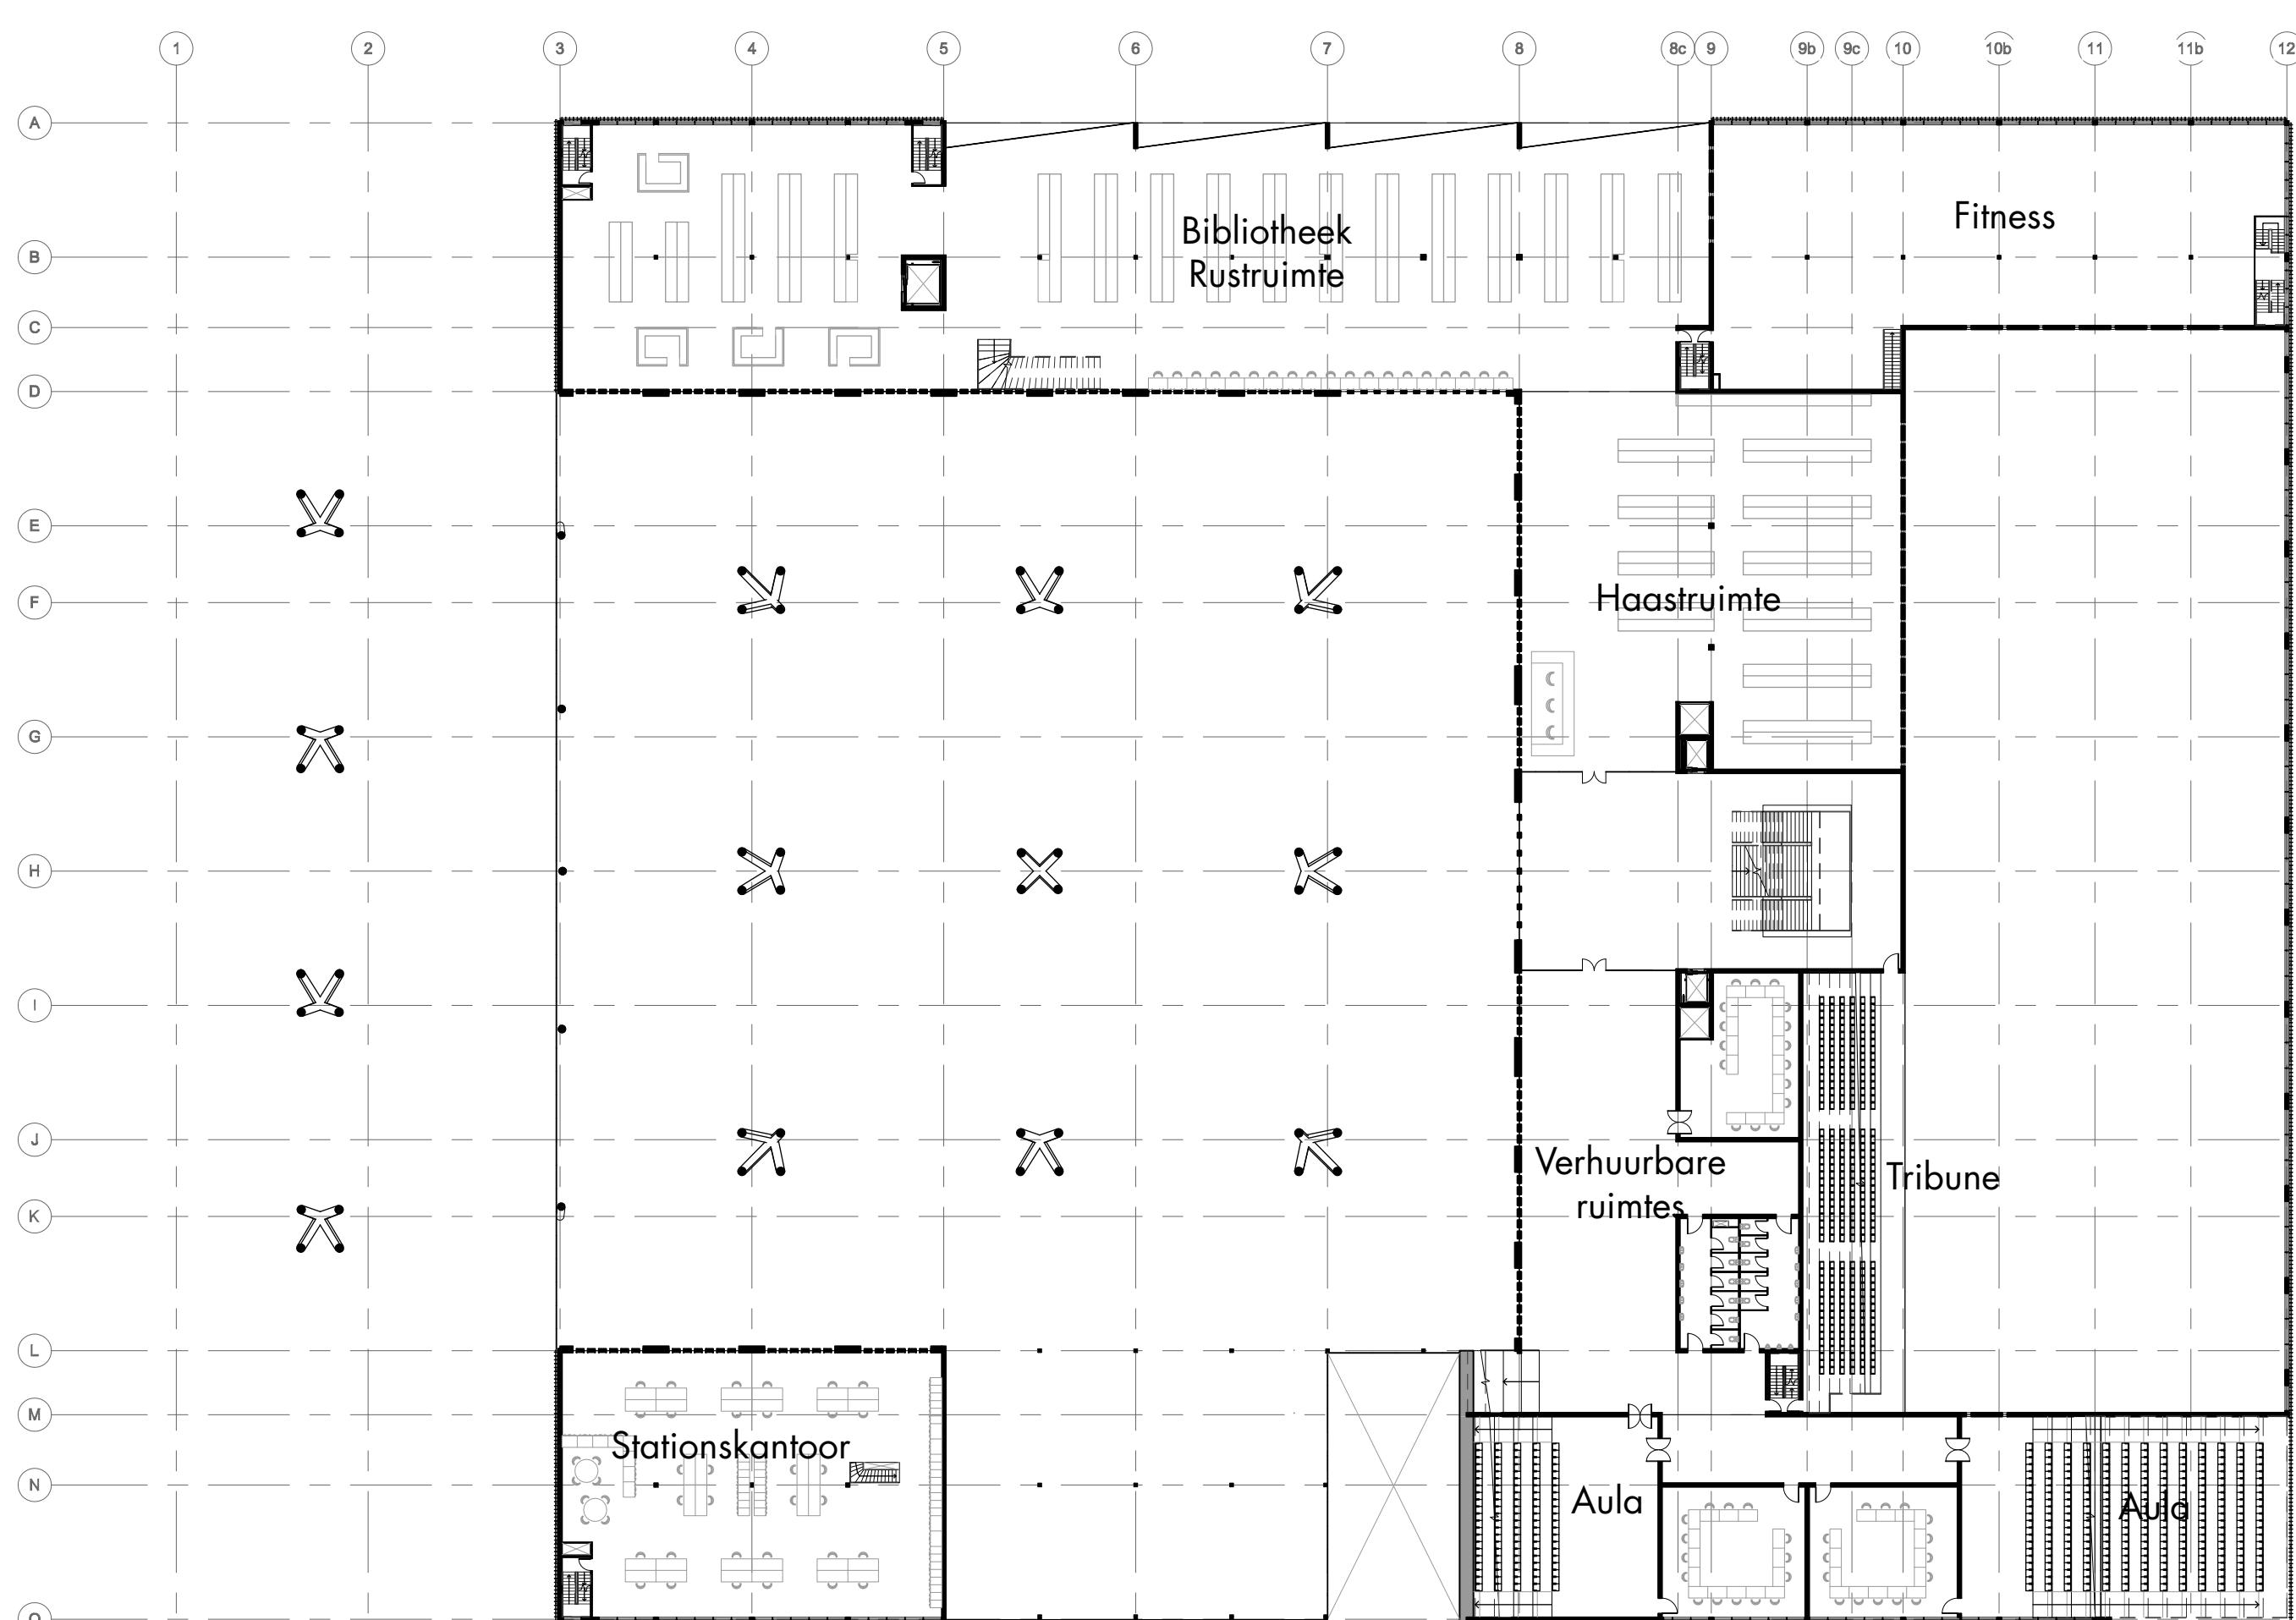 1 2 3 4 5 6 7 8 8c 9 9b 9c 10 10b 11 11b 12
A
Fitness
Bibliotheek
B
Rustruimte
C
D
E
Haastruimte
F
G
H
I
J
Verhuurbare
Tribune
ruimtes
K
L
M
Stationskantoor
N
Aula
Aula